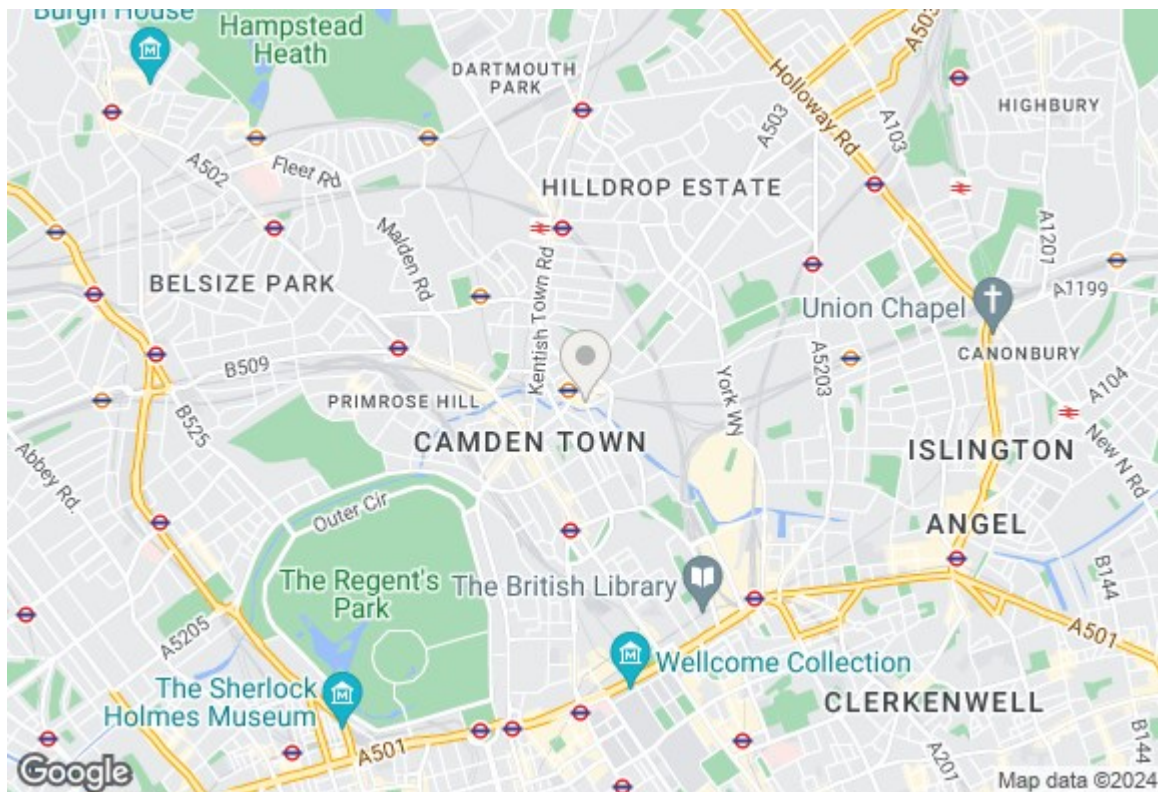 Burgh House
Hampstead
Heath
DARTMOUTH
PARK
A503
Holloway Rd
A103
HIGHBURY
A503
A502
Fleet Rd
HILLDROP ESTATE
A1201
Malden Rd
Kentish Town Rd
BELSIZE PARK
A1199
Union Chapel
CANONBURY
A5203
B509
York Wy
A104
PRIMROSE HILL
B525
New N Rd
CAMDEN TOWN
ISLINGTON
Abbey Rd.
Outer Cir
ANGEL
The Regent's
Park
The British Library
B144
A5205
A501
Wellcome Collection
The Sherlock
Holmes Museum
CLERKENWELL
A501
A201
B144
Google
Map data ©2024